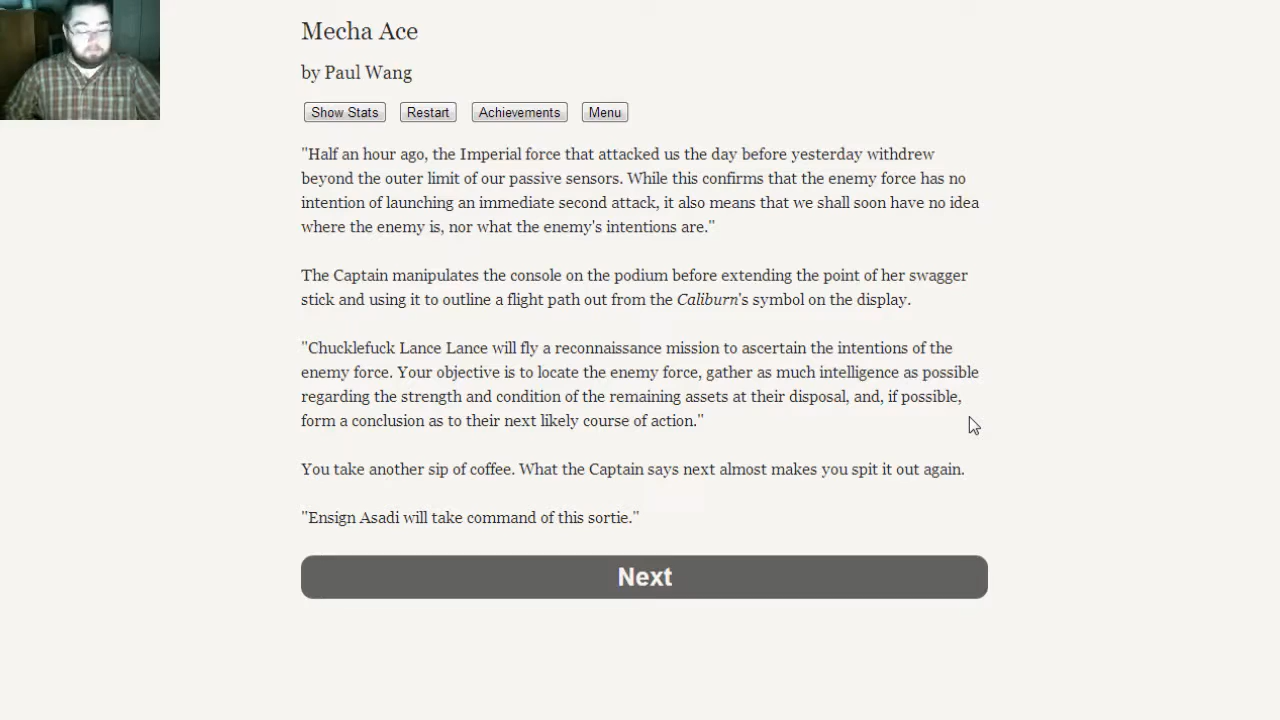 Mecha Ace
by Paul Wang
Show Stats Restart Achievements Menu
"Half an hour ago, the Imperial force that attacked us the day before yesterday withdrew
beyond the outer limit of our passive sensors. While this confirms that the enemy force has no
intention of launching an immediate second attack, it also means that we shall soon have no idea
where the enemy is, nor what the enemy's intentions are."
The Captain manipulates the console on the podium before extending the point of her swagger
stick and using it to outline a flight path out from the Caliburn's symbol on the display.
"Chucklefuck Lance Lance will fly a reconnaissance mission to ascertain the intentions of the
enemy force. Your objective is to locate the enemy force, gather as much intelligence as possible
regarding the strength and condition of the remaining assets at their disposal, and, if possible,
form a conclusion as to their next likely course of action."
You take another sip of coffee. What the Captain says next almost makes you spit it out again.
"Ensign Asadi will take command of this sortie."
Next